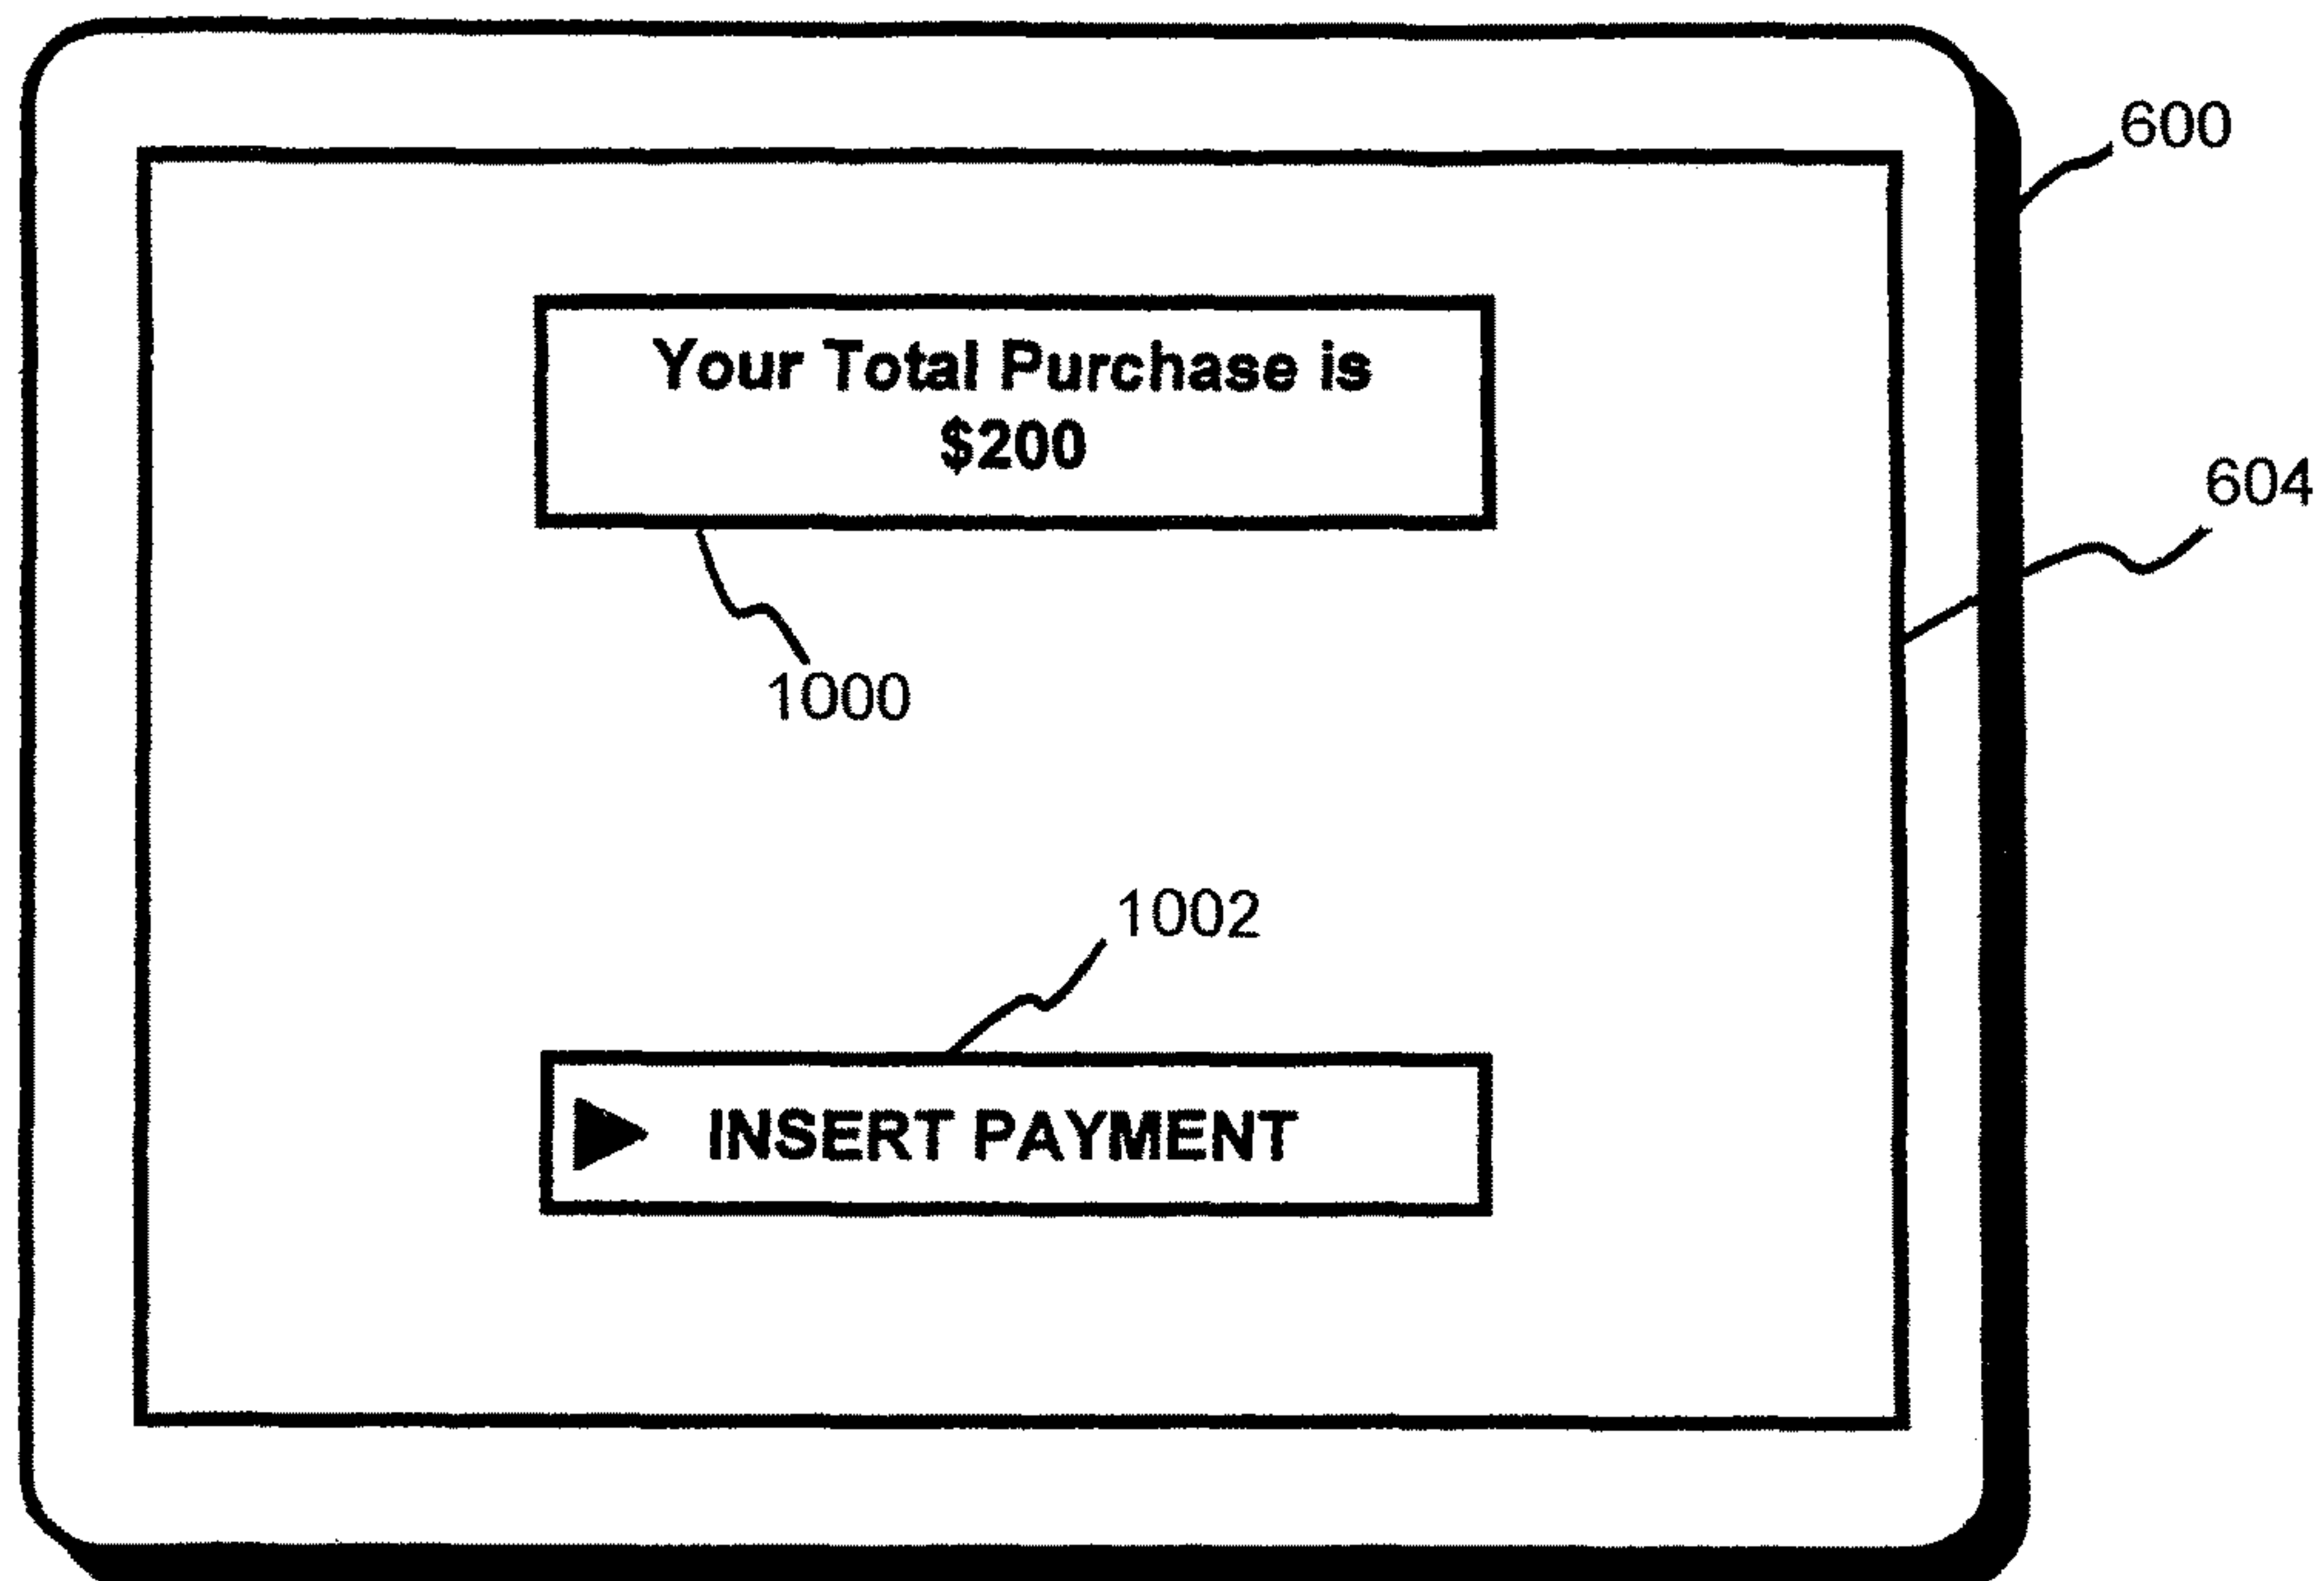 600
Your Total Purchase is
$200
604
1000
1002
INSERT PAYMENT